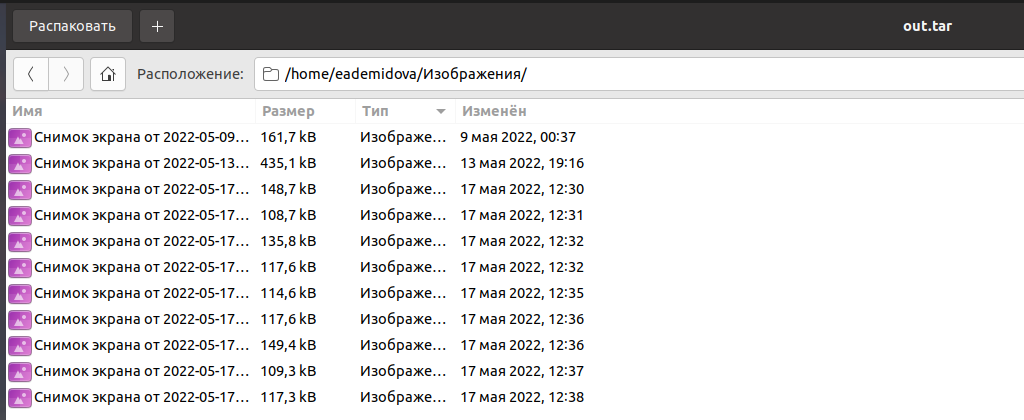 Распаковать + out.tar
Расположение: /home/eademidova/Изображения/
Имя Размер Тип Изменён
Снимок экрана от 2022-05-09... 161,7 kB Изображе... 9 мая 2022, 00:37
Снимок экрана от 2022-05-13... 435,1 kB Изображе... 13 мая 2022, 19:16
Снимок экрана от 2022-05-17... 148,7 kB Изображе... 17 мая 2022, 12:30
Снимок экрана от 2022-05-17... 108,7 kB Изображе... 17 мая 2022, 12:31
Снимок экрана от 2022-05-17... 135,8 kB Изображе... 17 мая 2022, 12:32
Снимок экрана от 2022-05-17... 117,6 kB Изображе... 17 мая 2022, 12:32
Снимок экрана от 2022-05-17... 114,6 kB Изображе... 17 мая 2022, 12:35
Снимок экрана от 2022-05-17... 117,6 kB Изображе... 17 мая 2022, 12:36
Снимок экрана от 2022-05-17... 149,4 kB Изображе... 17 мая 2022, 12:36
Снимок экрана от 2022-05-17... 109,3 kB Изображе... 17 мая 2022, 12:37
Снимок экрана от 2022-05-17... 117,3 kB Изображе... 17 мая 2022, 12:38